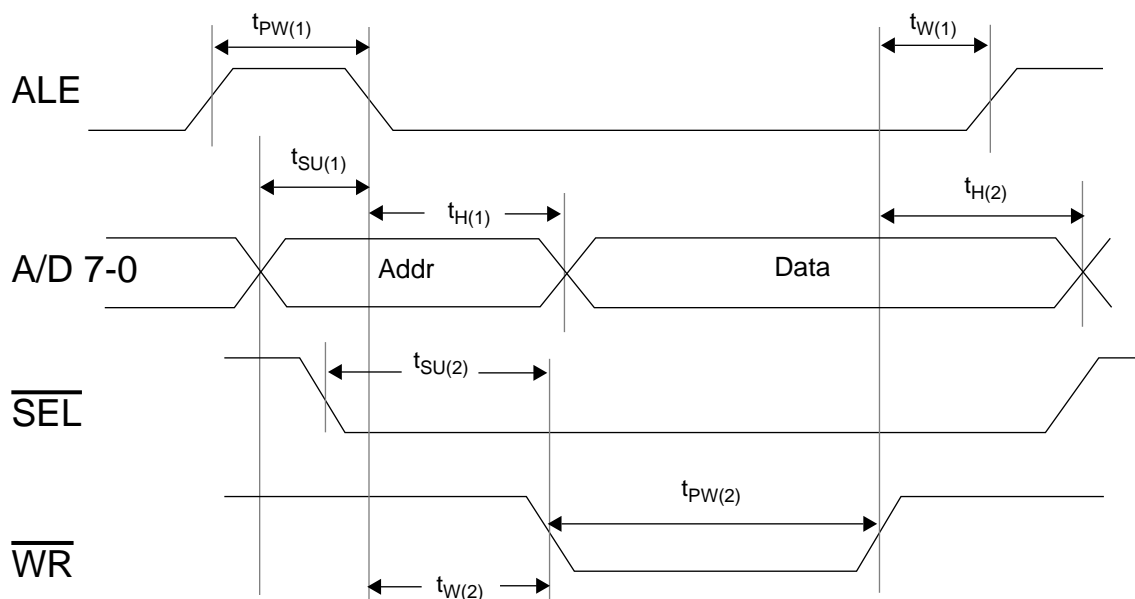 tPW(1)
tW(1)
ALE
tSU(1)
tH(1)
tH(2)
A/D 7-0
Addr
Data
tSU(2)
SEL
tPW(2)
WR
tW(2)